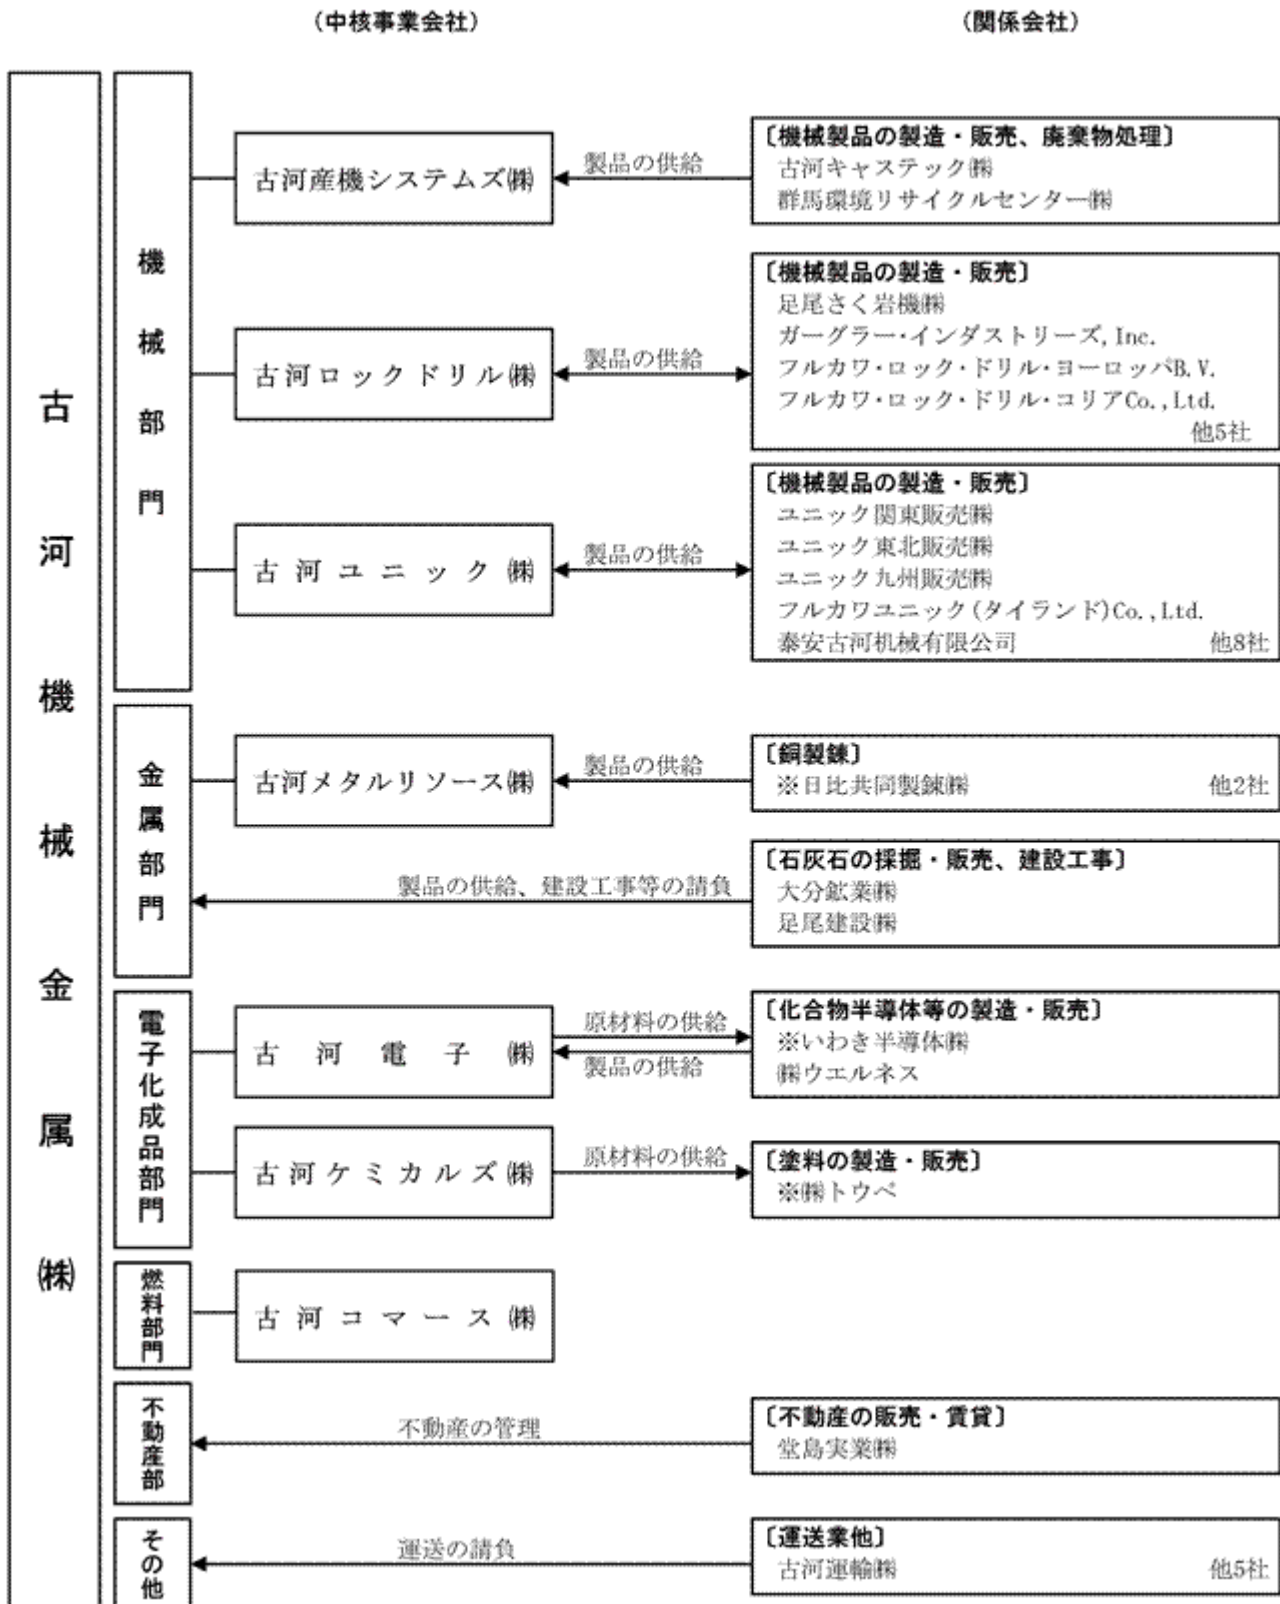 (中核事業会社)
(関係会社)
古河機械金属㈱
機械部門
古河産機システムズ㈱
製品の供給
〔機械製品の製造・販売、廃棄物処理〕
古河キャステック㈱
群馬環境リサイクルセンター㈱
古河ロックドリル㈱
製品の供給
〔機械製品の製造・販売〕
足尾さく岩機㈱
ガーグラー・インダストリーズ, Inc.
フルカワ・ロック・ドリル・ヨーロッパB.V.
フルカワ・ロック・ドリル・コリアCo.,Ltd.
他5社
古河ユニック㈱
製品の供給
〔機械製品の製造・販売〕
ユニック関東販売㈱
ユニック東北販売㈱
ユニック九州販売㈱
フルカワユニック(タイランド)Co.,Ltd.
泰安古河机械有限公司 他8社
金属部門
古河メタルリソース㈱
製品の供給
〔銅製錬〕
※日比共同製錬㈱ 他2社
製品の供給、建設工事等の請負
〔石灰石の採掘・販売、建設工事〕
大分鉱業㈱
足尾建設㈱
電子化成品部門
古河電子㈱
原材料の供給
製品の供給
〔化合物半導体等の製造・販売〕
※いわき半導体㈱
㈱ウエルネス
古河ケミカルズ㈱
原材料の供給
〔塗料の製造・販売〕
※㈱トウペ
燃料部門
古河コマース㈱
不動産部
不動産の管理
〔不動産の販売・賃貸〕
堂島実業㈱
その他
運送の請負
〔運送業他〕
古河運輸㈱ 他5社